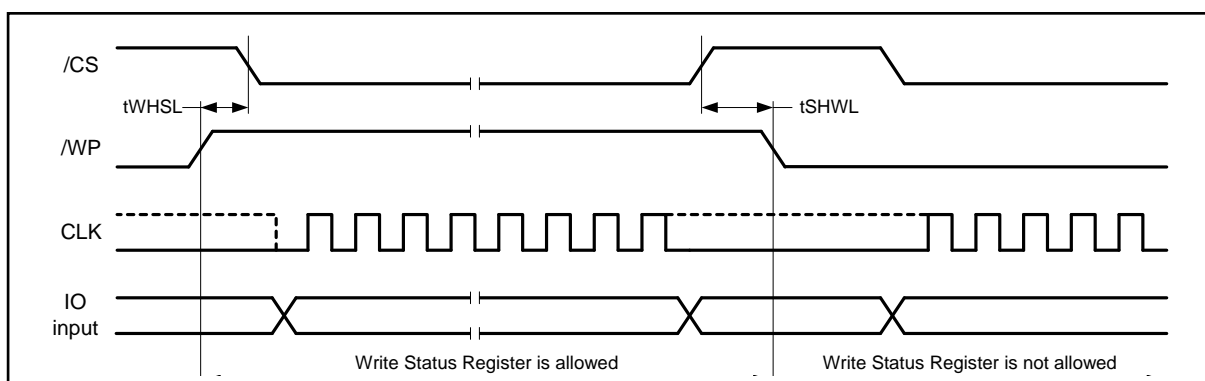 /CS
tWHSL
tSHWL
/WP
CLK
IO
input
Write Status Register is allowed
Write Status Register is not allowed